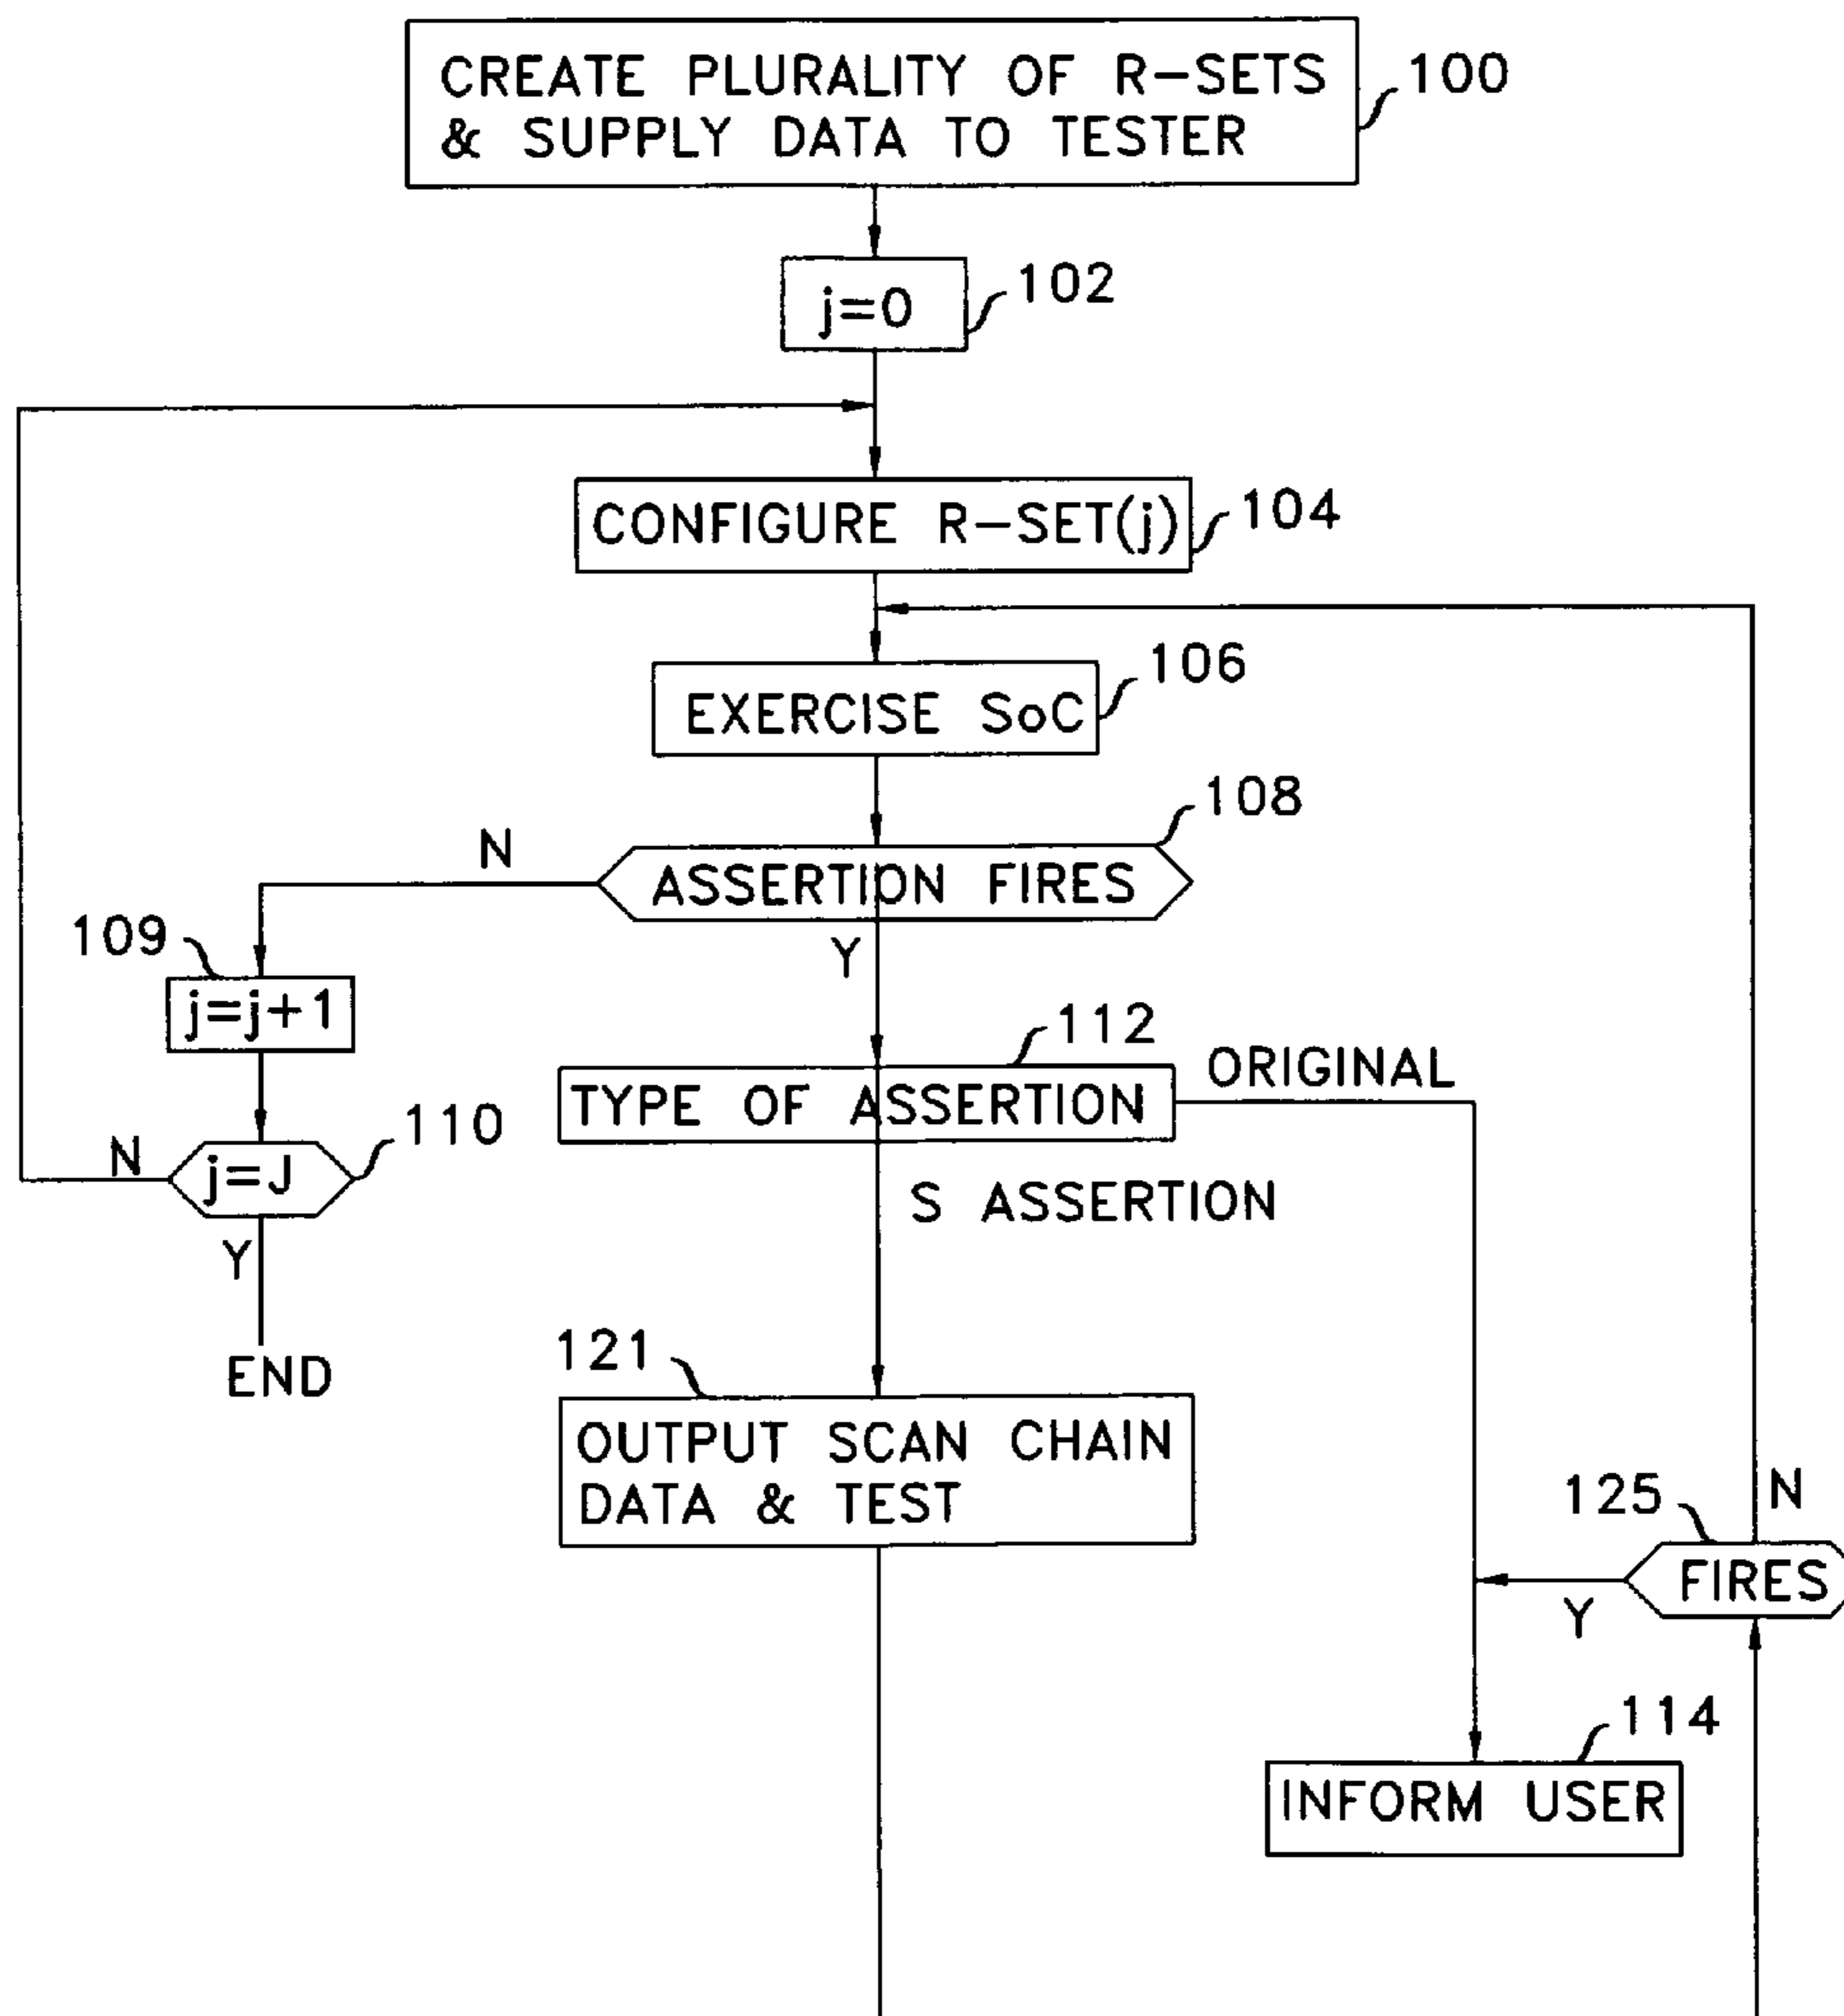 CREATE PLURALITY OF R-SETS
& SUPPLY DATA TO TESTER
100
j=0
102
CONFIGURE R-SET(j)
104
EXERCISE SoC
106
ASSERTION FIRES
108
N
Y
109
j=j+1
110
j=J
N
Y
END
112
TYPE OF ASSERTION
ORIGINAL
S ASSERTION
121
OUTPUT SCAN CHAIN
DATA & TEST
125
FIRES
N
Y
114
INFORM USER